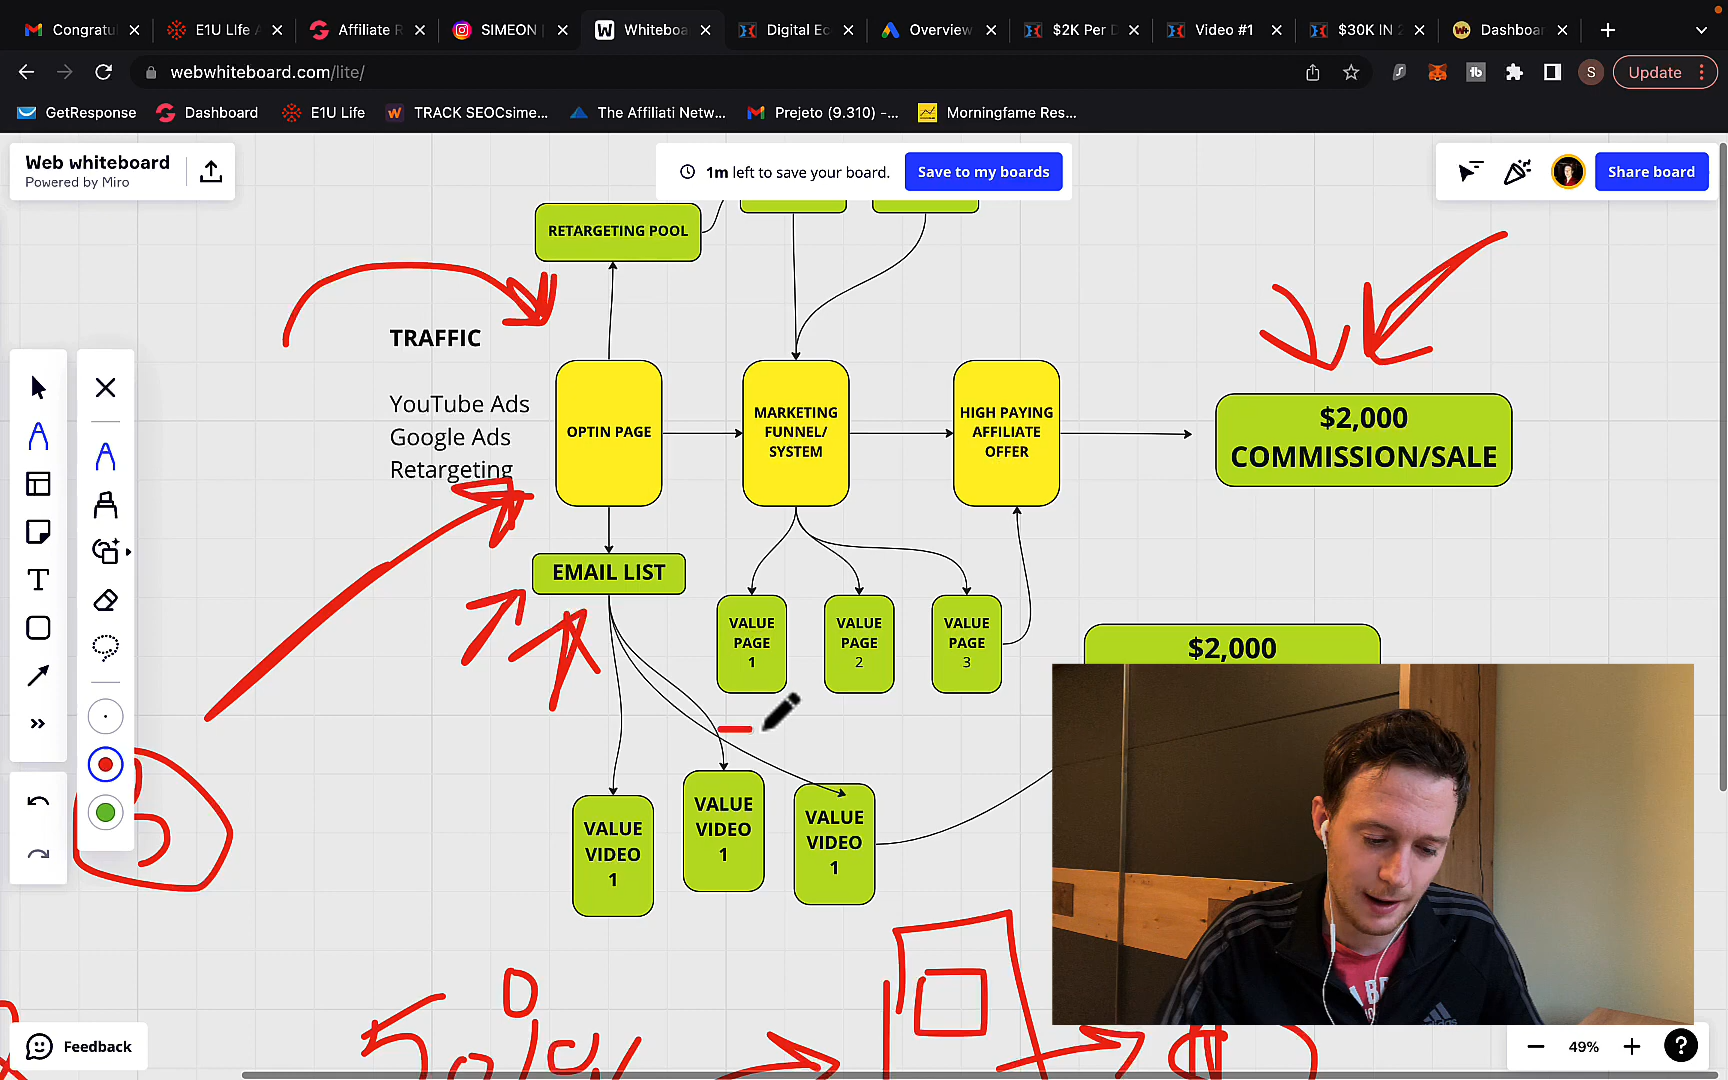 Congratu
E1U LIfe A
Affiliate R
SIMEON
Whiteboa
Digital Ec
Overview
$2K Per D
Video #1
$30K IN 2
Dashboar
webwhiteboard.com/lite/
S
Update
GetResponse
Dashboard
E1U Life
TRACK SEOCsime...
The Affiliati Netw...
Prejeto (9.310) -...
Morningfame Res...
Web whiteboard
Powered by Miro
1m left to save your board.
Save to my boards
Share board
RETARGETING POOL
TRAFFIC
YouTube Ads
Google Ads
Retargeting
OPTIN PAGE
MARKETING
FUNNEL/
SYSTEM
HIGH PAYING
AFFILIATE
OFFER
$2,000
COMMISSION/SALE
EMAIL LIST
VALUE
PAGE
1
VALUE
PAGE
2
VALUE
PAGE
3
$2,000
VALUE
VIDEO
1
VALUE
VIDEO
1
VALUE
VIDEO
1
Feedback
49%